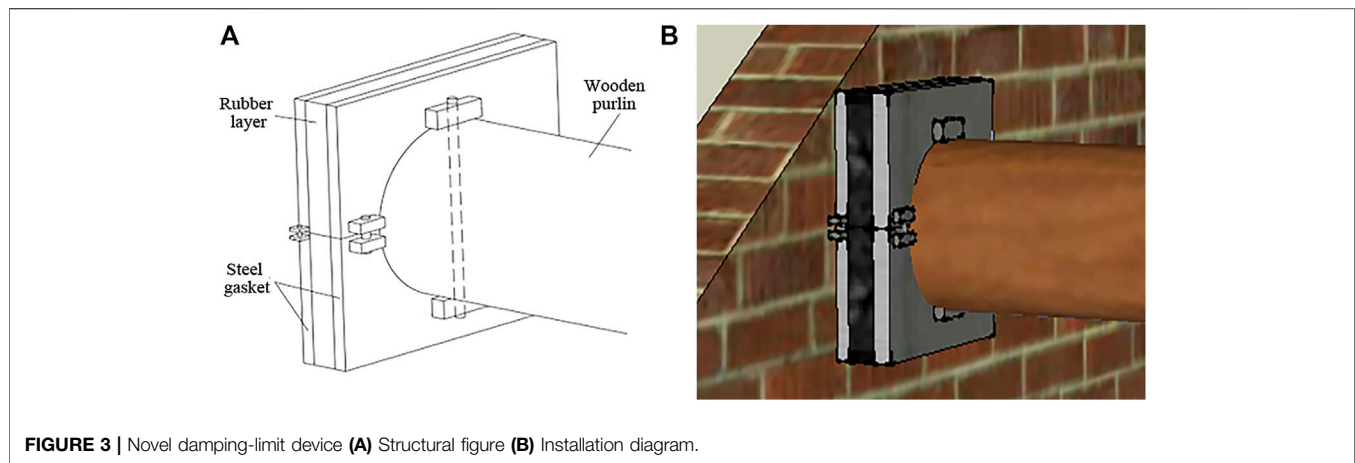 A
Rubber
layer
Wooden
purlin
Steel
gasket
B
FIGURE 3 | Novel damping-limit device (A) Structural figure (B) Installation diagram.